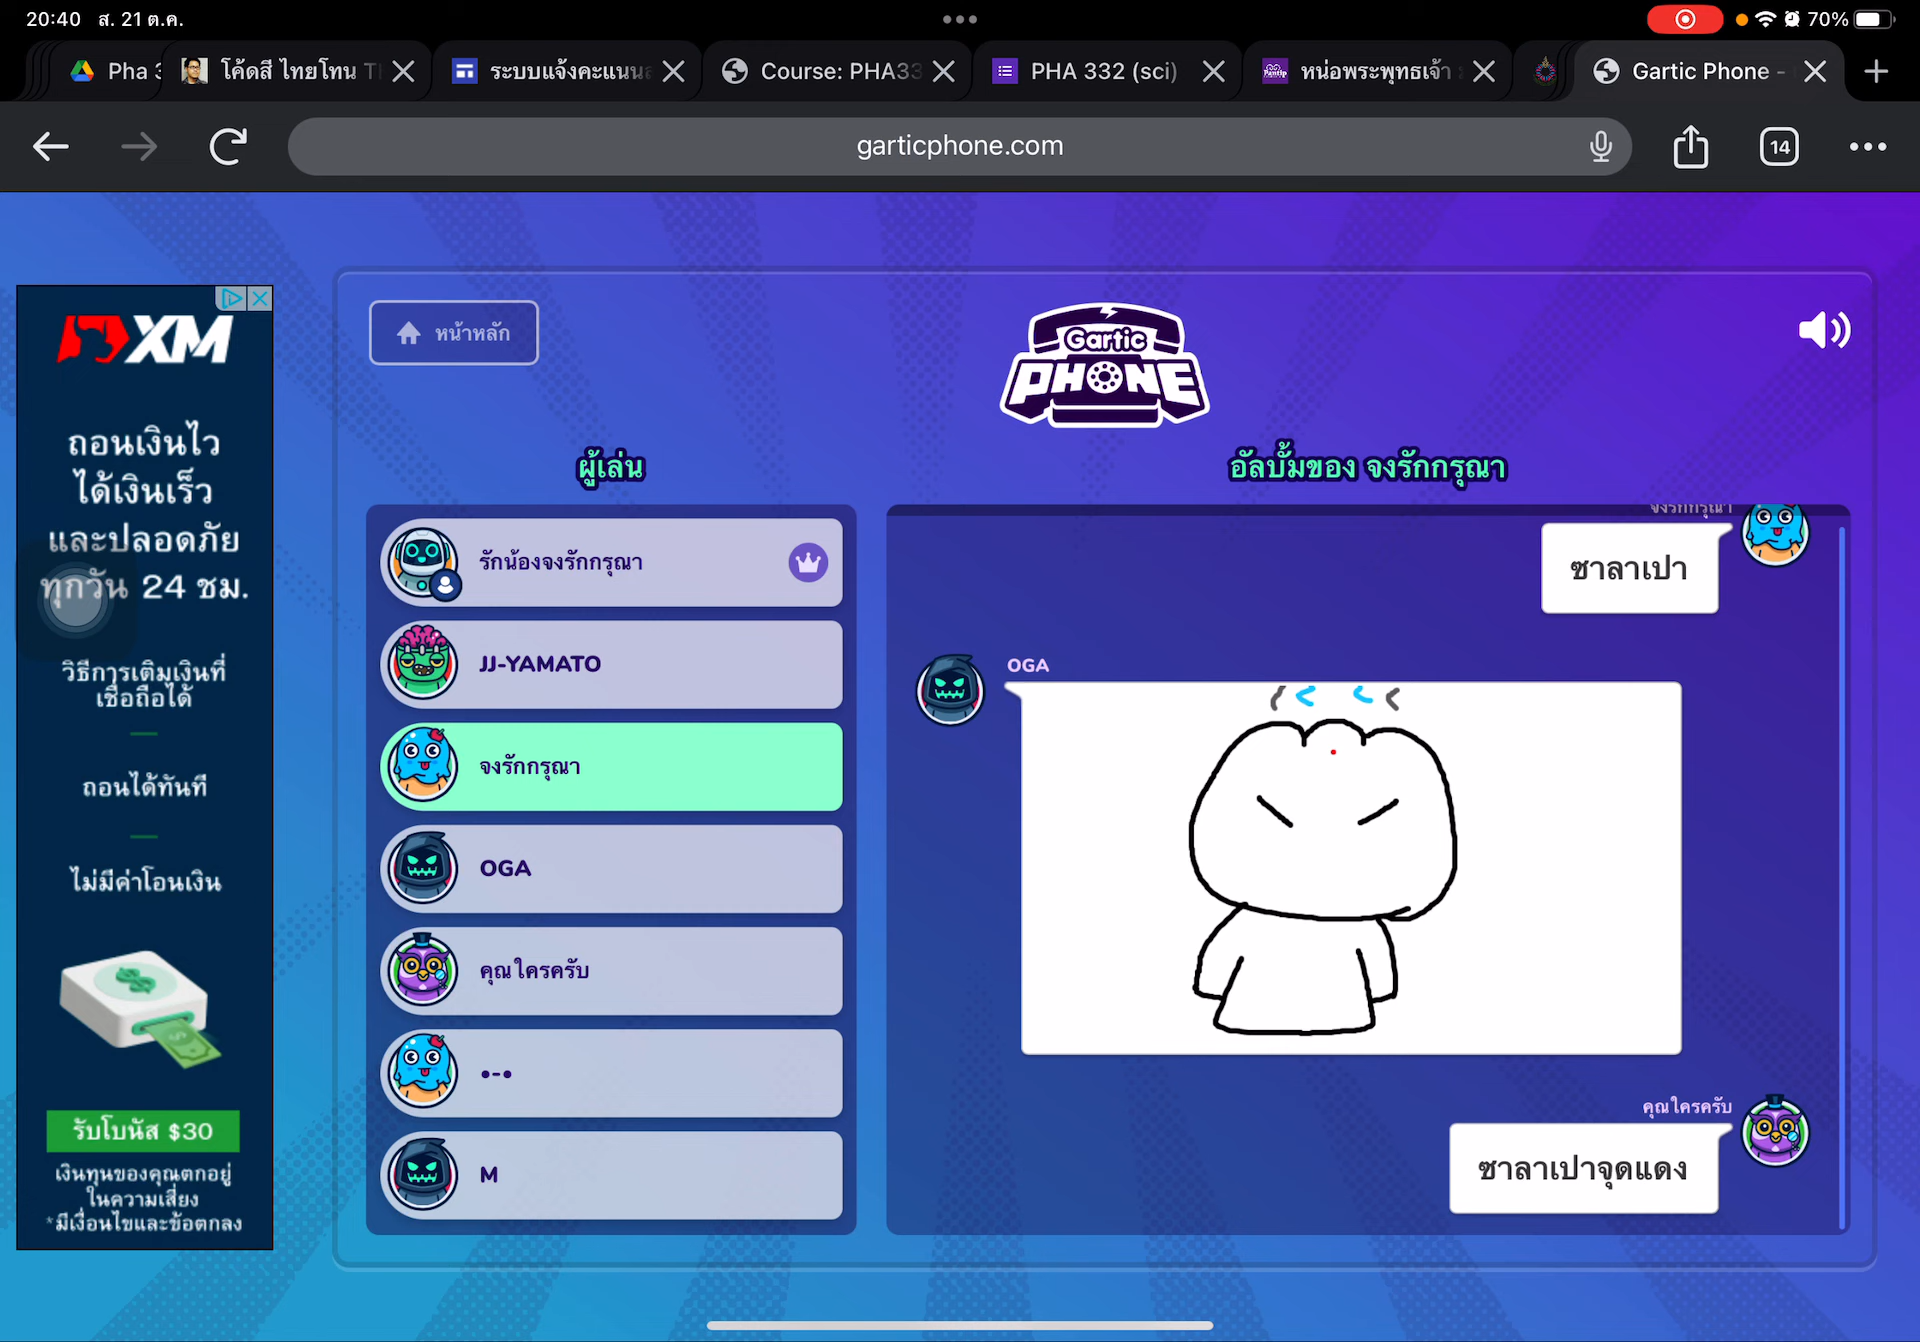 20:40 ส. 21 ต.ค.
70%
Pha 3
โค้ดสี ไทยโทน T
ระบบแจ้งคะแนน
Course: PHA33
PHA 332 (sci)
หน่อพระพุทธเจ้า
Gartic Phone -
garticphone.com
14
XM
ถอนเงินไว
ได้เงินเร็ว
และปลอดภัย
ทุกวัน 24 ชม.
วิธีการเติมเงินที่
เชื่อถือได้
ถอนได้ทันที
ไม่มีค่าโอนเงิน
รับโบนัส $30
เงินทุนของคุณตกอยู่
ในความเสี่ยง
*มีเงื่อนไขและข้อตกลง
หน้าหลัก
Gartic
PHONE
ผู้เล่น
รักน้องจงรักกรุณา
JJ-YAMATO
จงรักกรุณา
OGA
คุณใครครับ
•-•
M
อัลบั้มของ จงรักกรุณา
จงรักกรุณา
ซาลาเปา
OGA
คุณใครครับ
ซาลาเปาจุดแดง